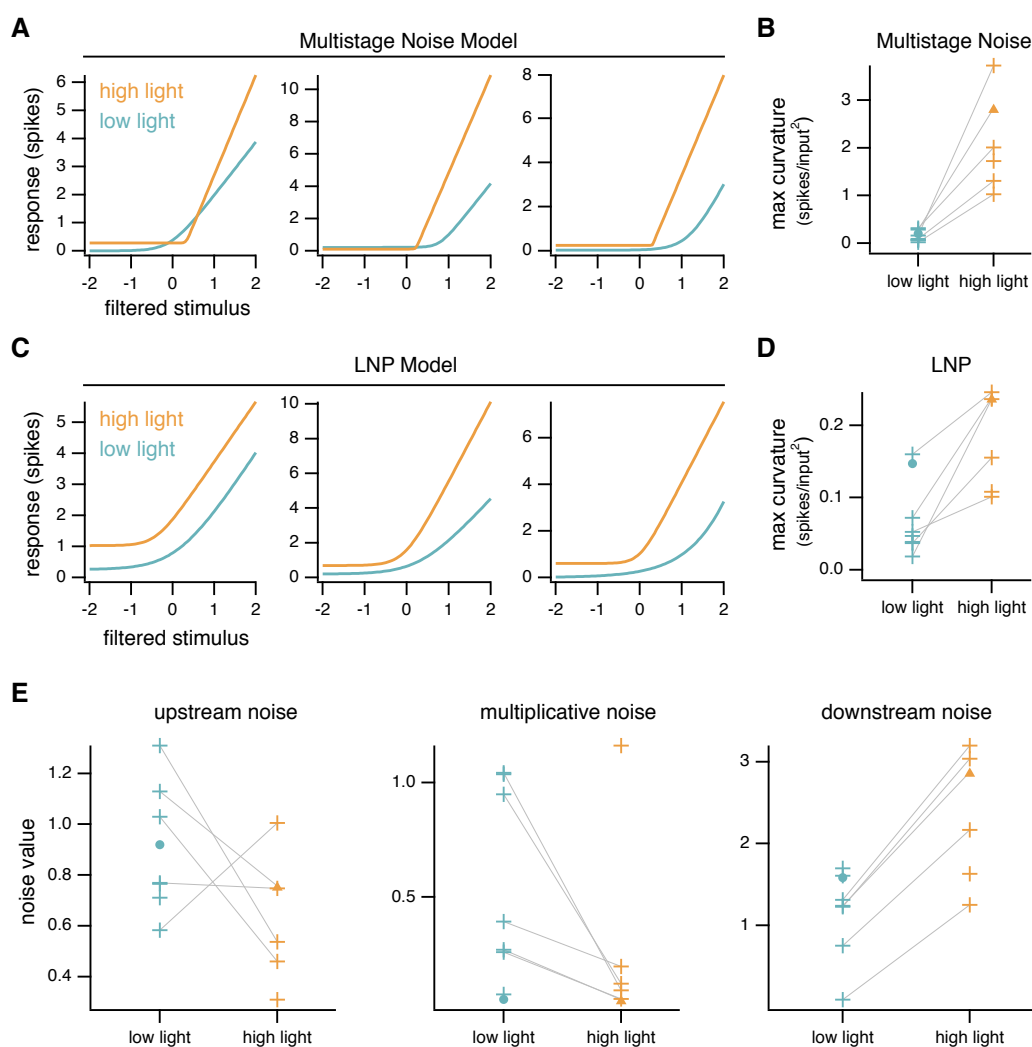 A
Multistage Noise Model
high light
low light
response (spikes)
6
5
4
3
2
1
0
-2 -1 0 1 2
filtered stimulus
10
8
6
4
2
0
-2 -1 0 1 2
8
6
4
2
0
-2 -1 0 1 2
B
Multistage Noise
max curvature
(spikes/input²)
3
2
1
0
low light high light
C
LNP Model
high light
low light
response (spikes)
5
4
3
2
1
0
-2 -1 0 1 2
filtered stimulus
10
8
6
4
2
0
-2 -1 0 1 2
6
4
2
0
-2 -1 0 1 2
D
LNP
max curvature
(spikes/input²)
0.2
0.1
0.0
low light high light
E
upstream noise
noise value
1.2
1.0
0.8
0.6
0.4
low light high light
multiplicative noise
1.0
0.5
low light high light
downstream noise
3
2
1
low light high light